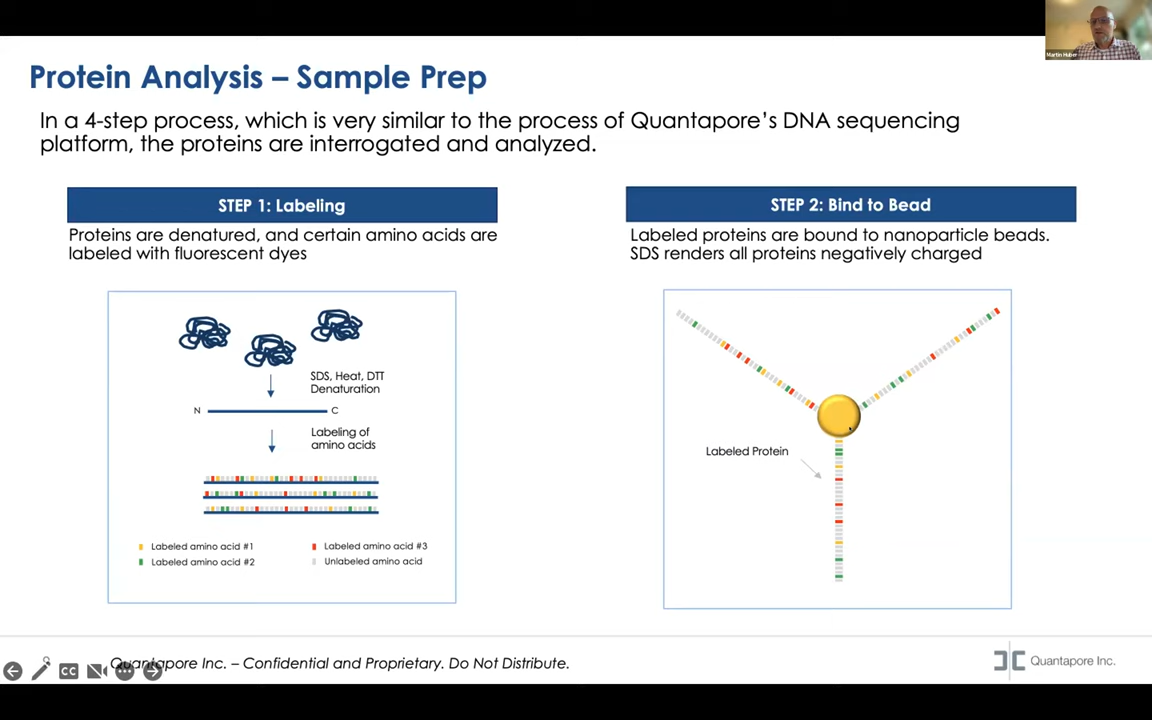 Martin Huber
Protein Analysis – Sample Prep
In a 4-step process, which is very similar to the process of Quantapore's DNA sequencing
platform, the proteins are interrogated and analyzed.
STEP 1: Labeling
Proteins are denatured, and certain amino acids are
labeled with fluorescent dyes
SDS, Heat, DTT
Denaturation
N
C
Labeling of
amino acids
Labeled amino acid #1
Labeled amino acid #3
Labeled amino acid #2
Unlabeled amino acid
STEP 2: Bind to Bead
Labeled proteins are bound to nanoparticle beads.
SDS renders all proteins negatively charged
Labeled Protein
CC
Quantapore Inc. – Confidential and Proprietary. Do Not Distribute.
Quantapore Inc.